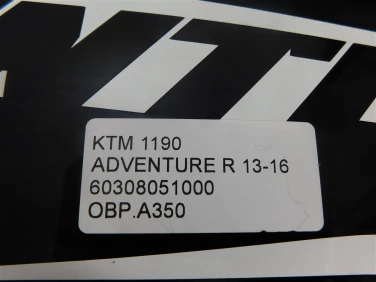 KTM 1190
ADVENTURE R 13-16
60308051000
OBP.A350